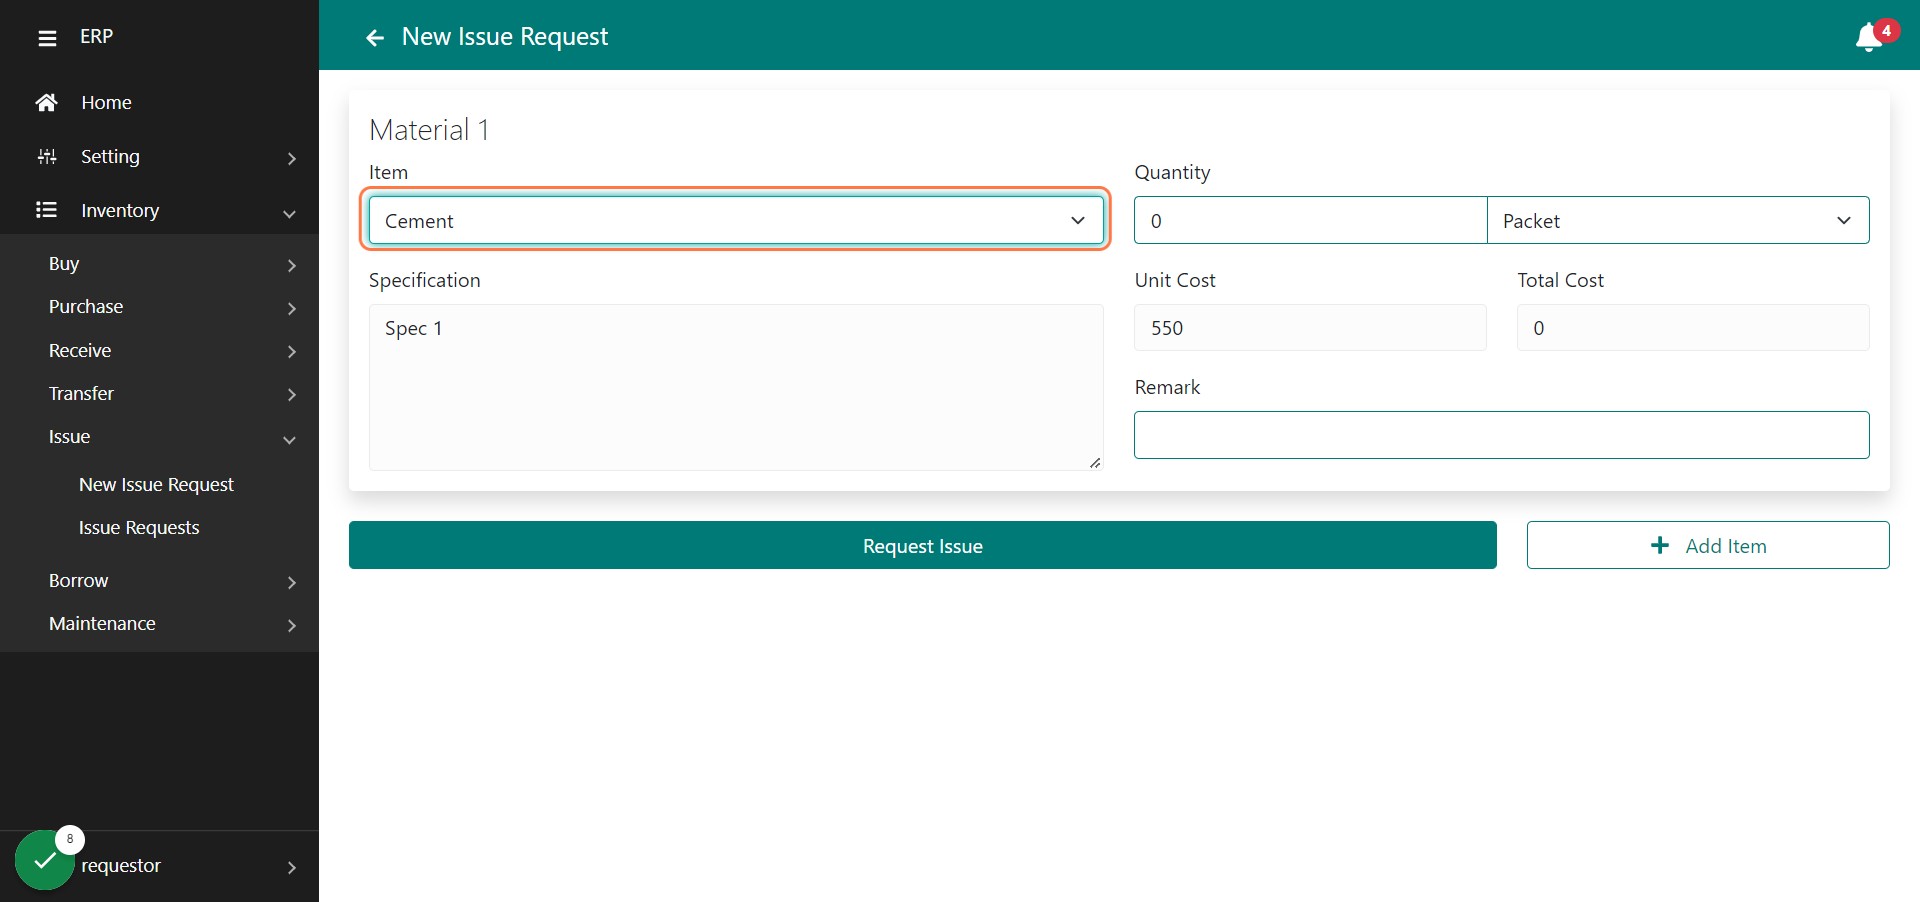 ERP
Home
Setting
Inventory
Buy
Purchase
Receive
Transfer
Issue
New Issue Request
Issue Requests
Borrow
Maintenance
8
requestor
New Issue Request
4
Material 1
Item
Quantity
Cement
0
Packet
Specification
Unit Cost
Total Cost
Spec 1
550
0
Remark
Request Issue
Add Item